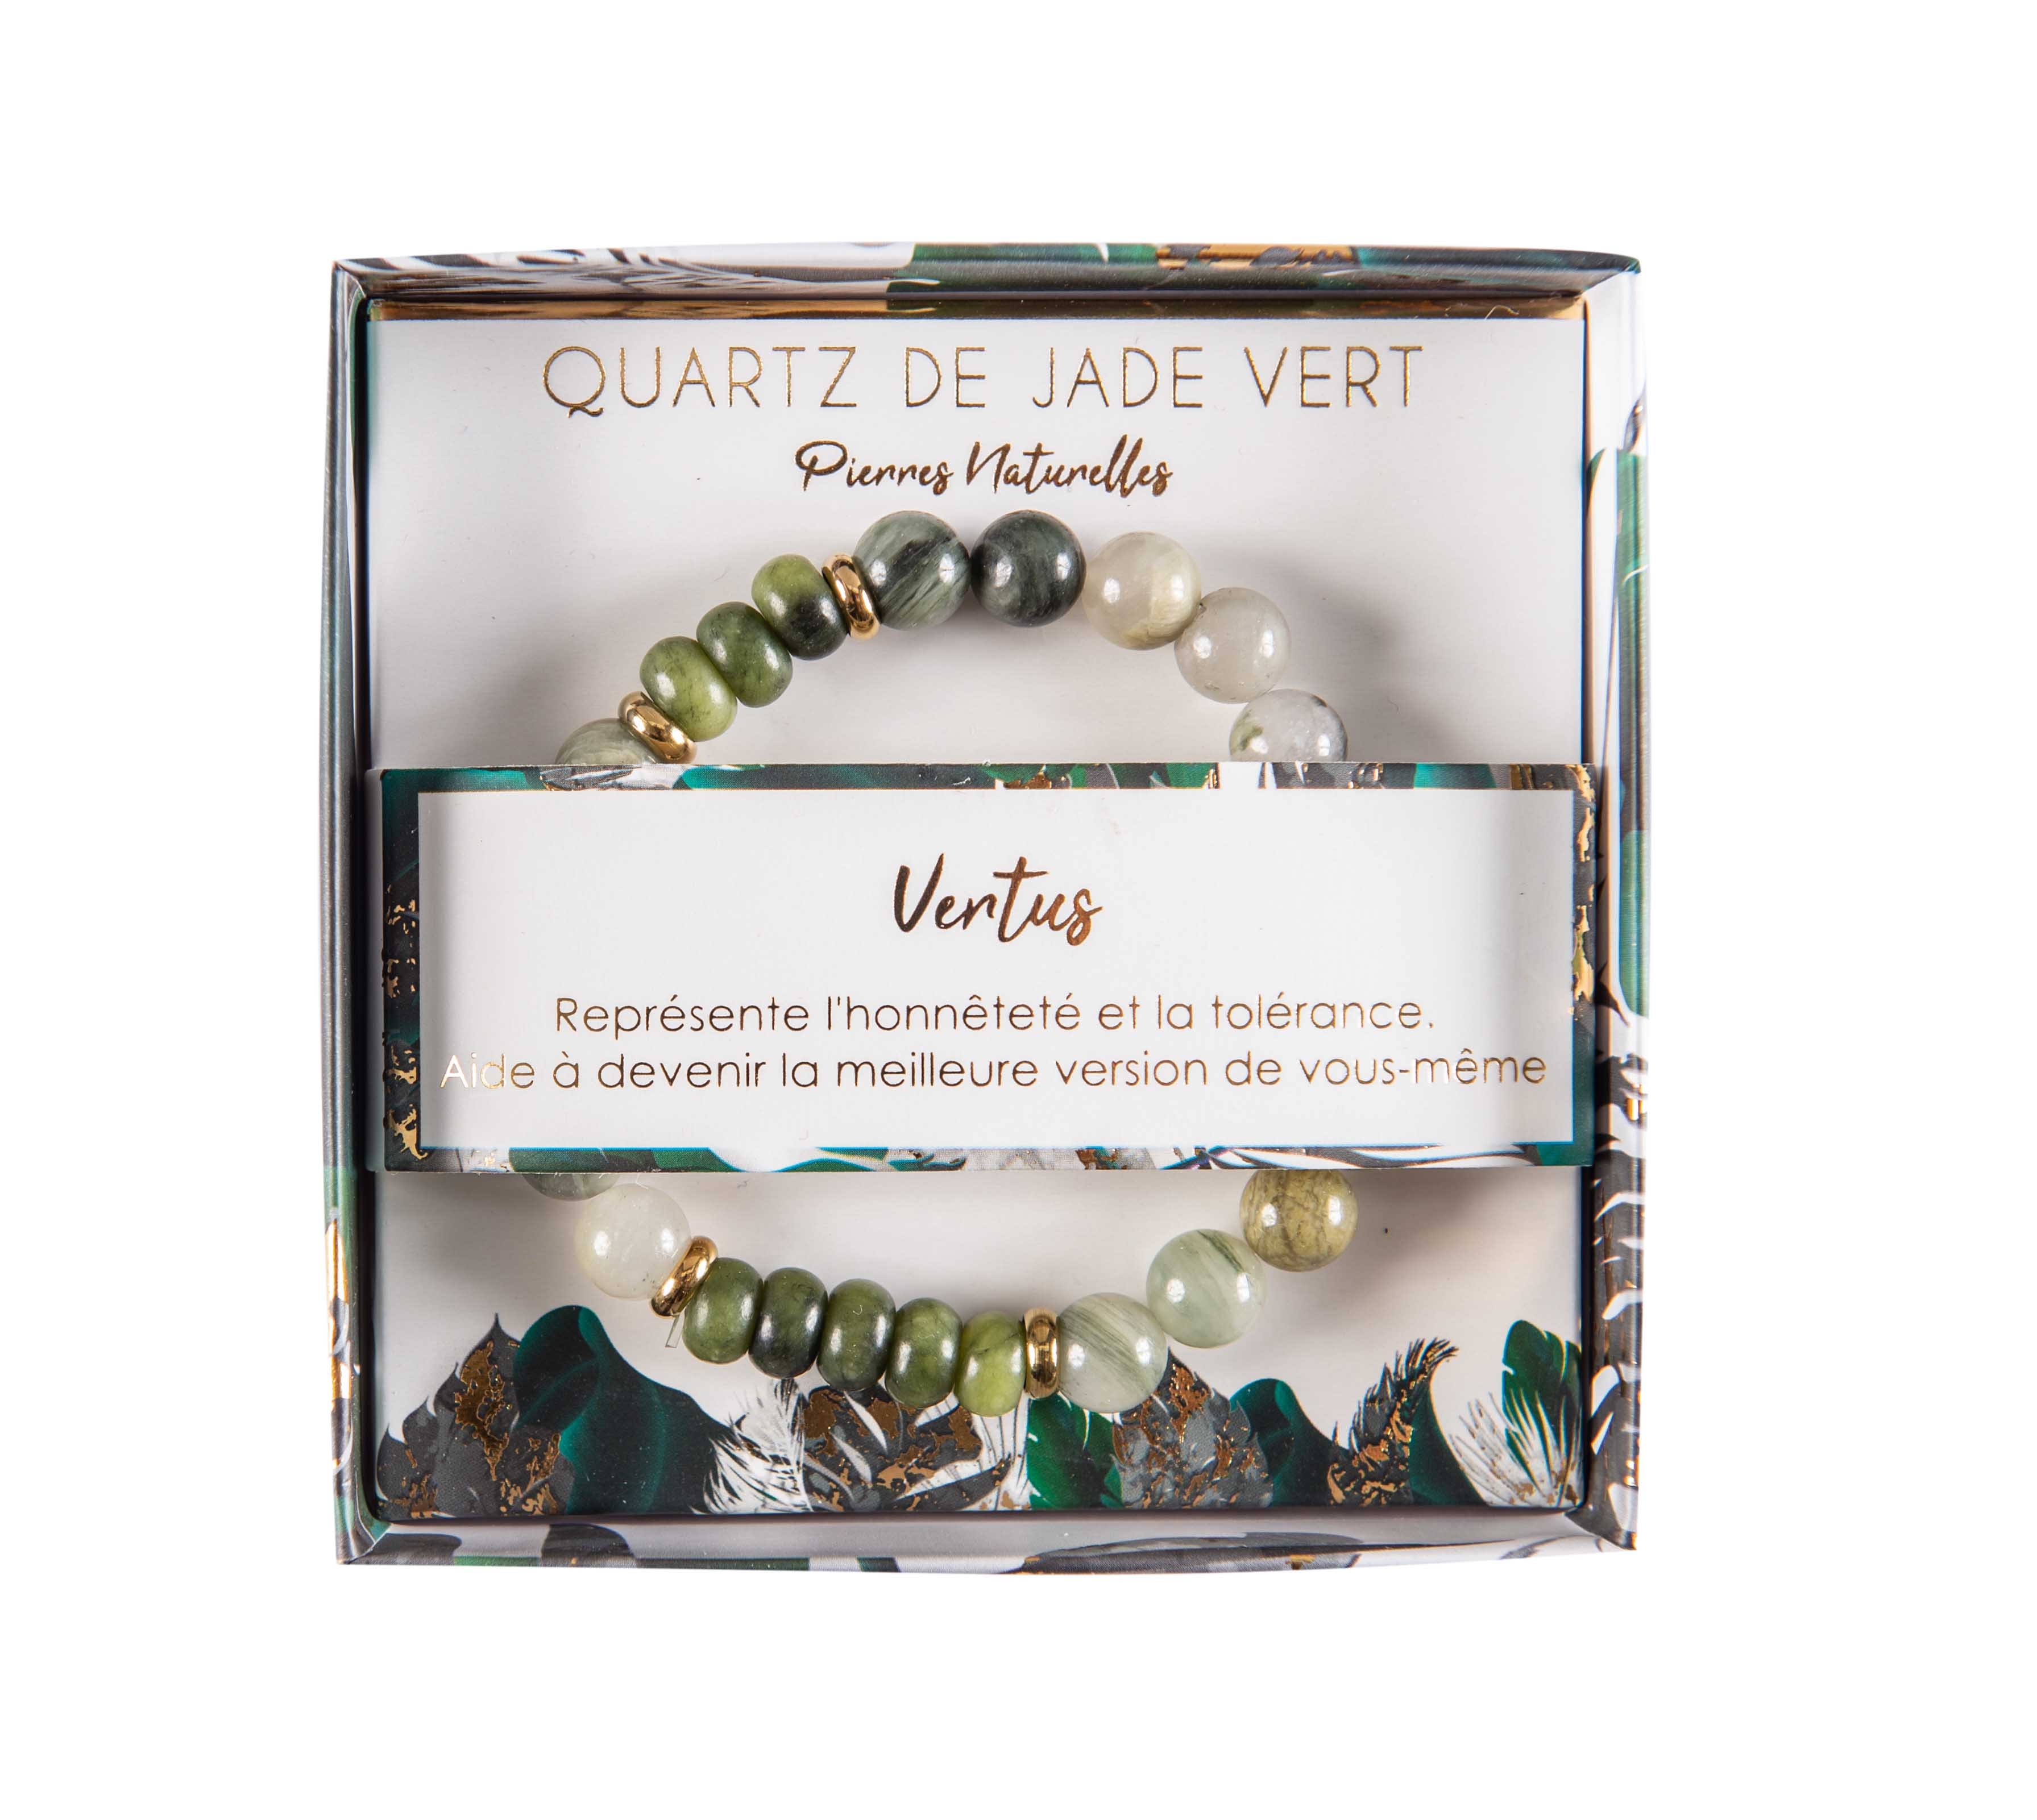 QUARTZ DE JADE VERT
Pierres Naturelles
Vertus
Représente l'honnêteté et la tolérance.
Aide à devenir la meilleure version de vous-même